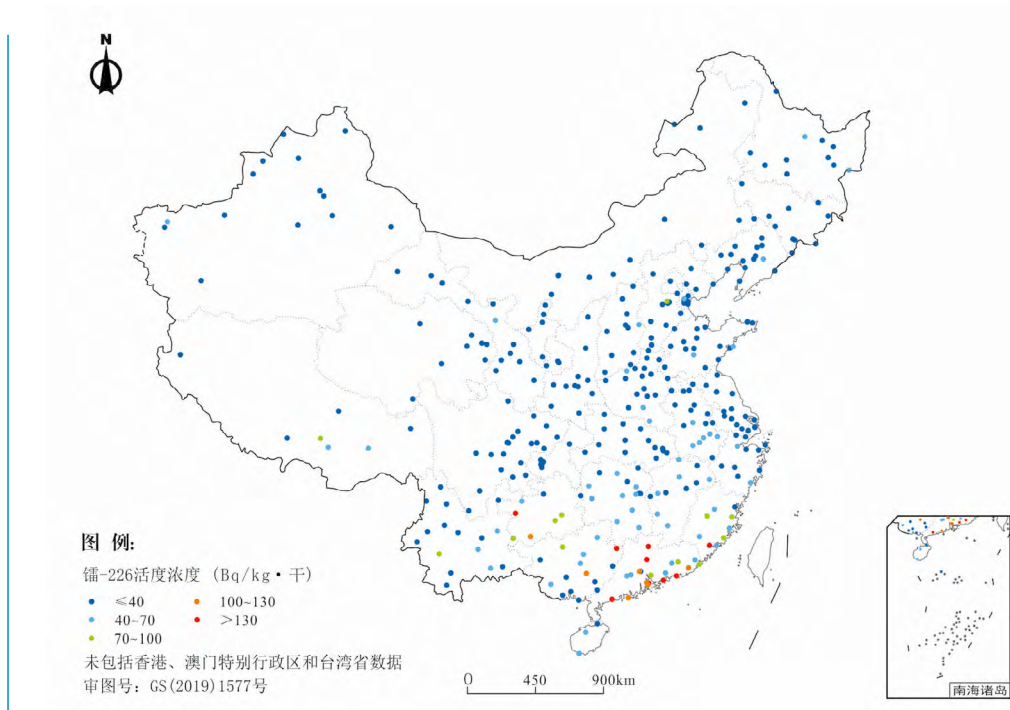 N
图 例:
镭-226活度浓度 (Bq/kg·干)
≤40
100~130
40~70
>130
70~100
未包括香港、澳门特别行政区和台湾省数据
审图号: GS(2019)1577号
0 450 900km
南海诸岛